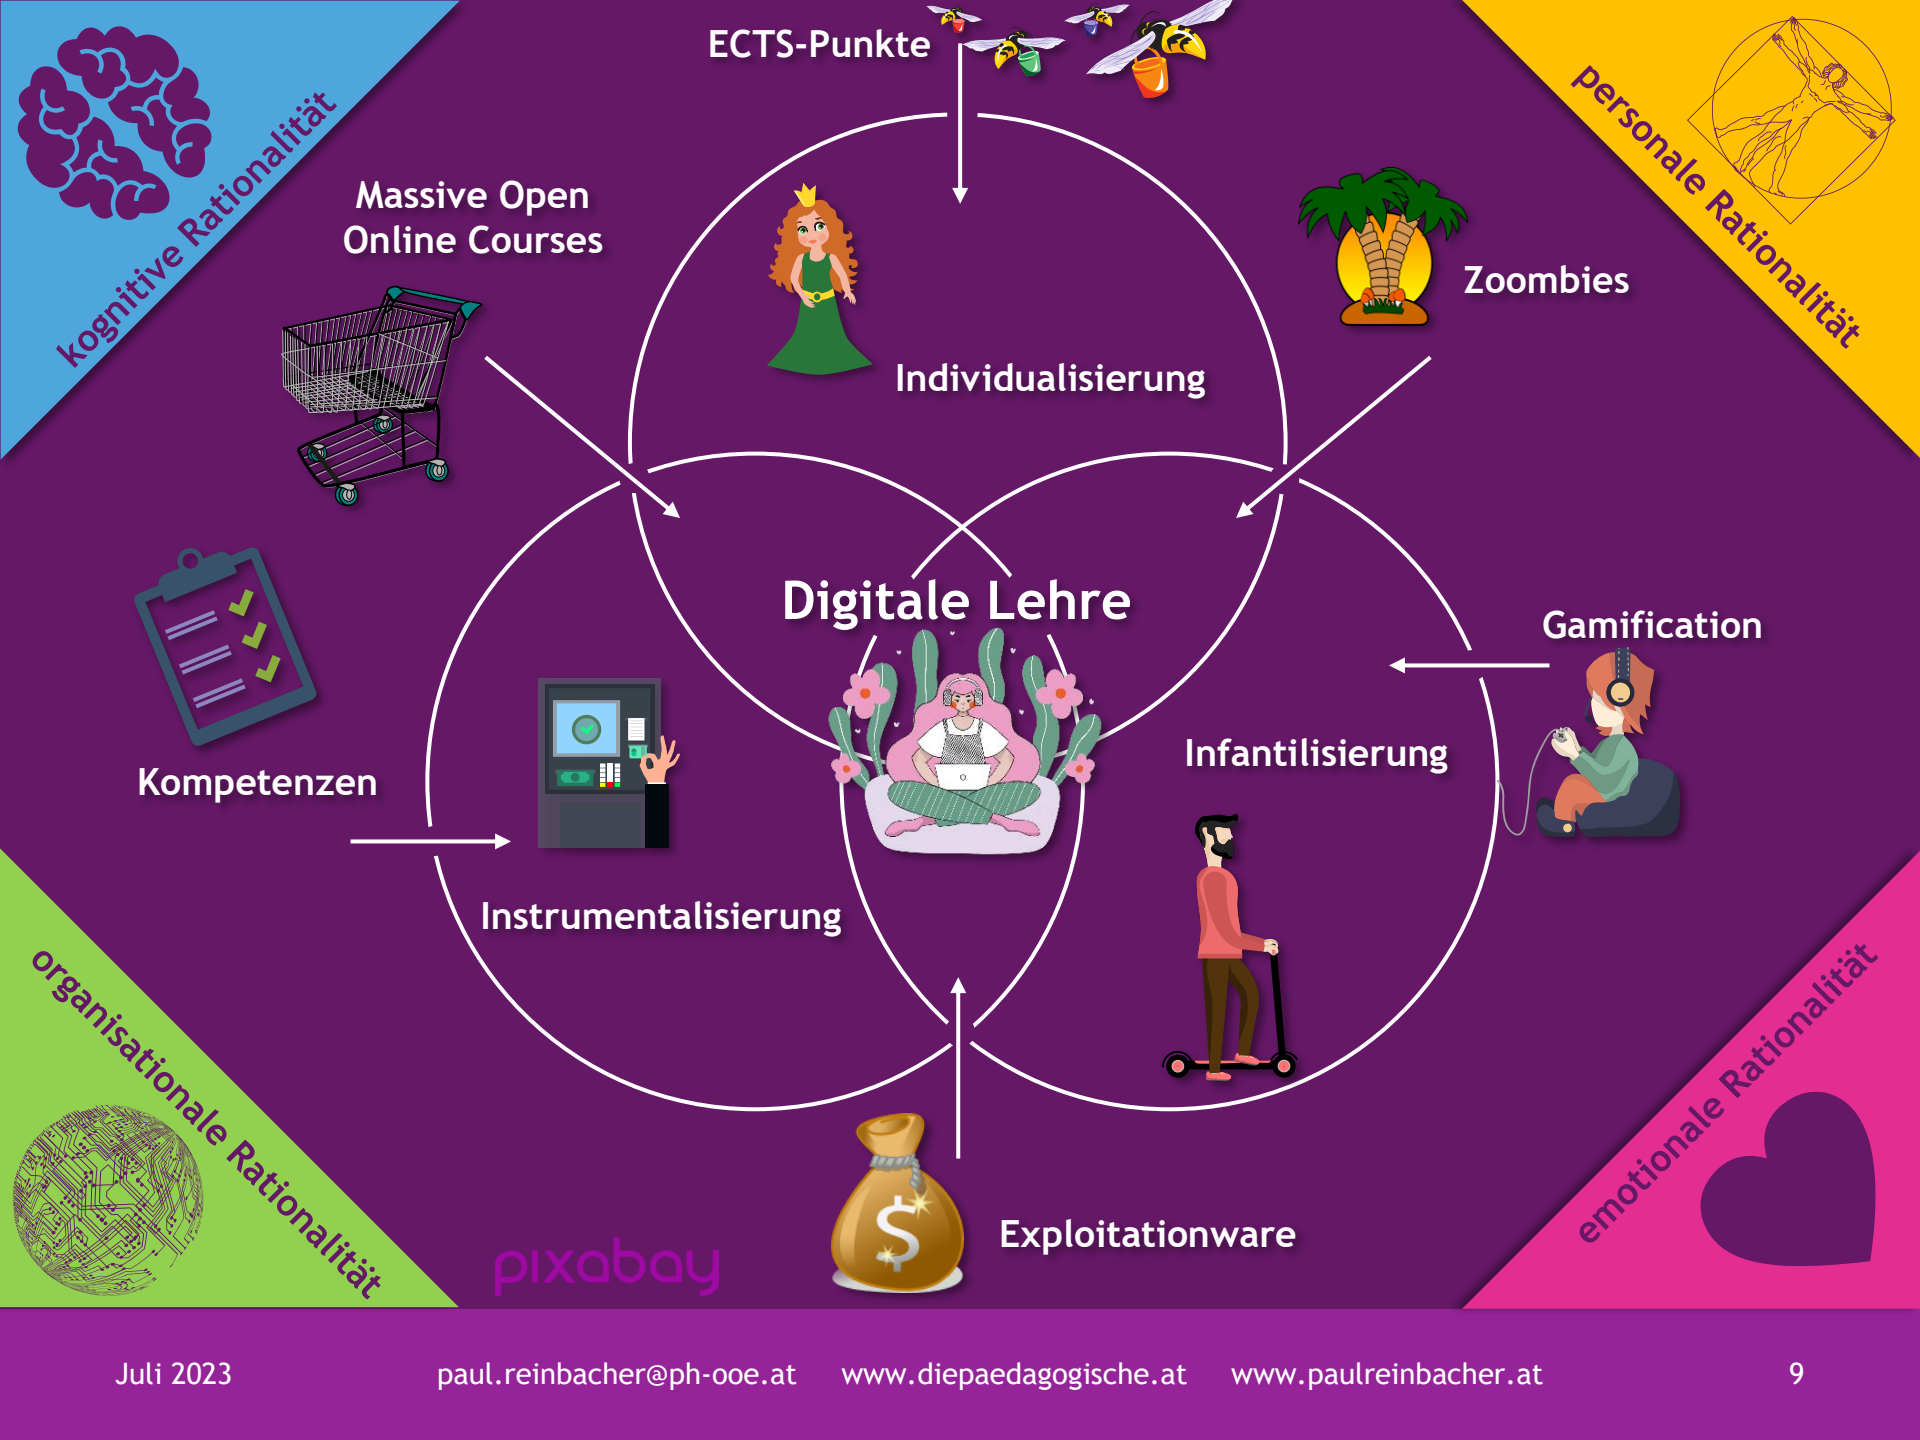 ECTS-Punkte
kognitive Rationalität
personale Rationalität
Massive Open
Online Courses
Zoombies
Individualisierung
Digitale Lehre
Gamification
Infantilisierung
Kompetenzen
Instrumentalisierung
organisationale Rationalität
emotionale Rationalität
$
Exploitationware
pixabay
Juli 2023
paul.reinbacher@ph-ooe.at www.diepaedagogische.at www.paulreinbacher.at
9